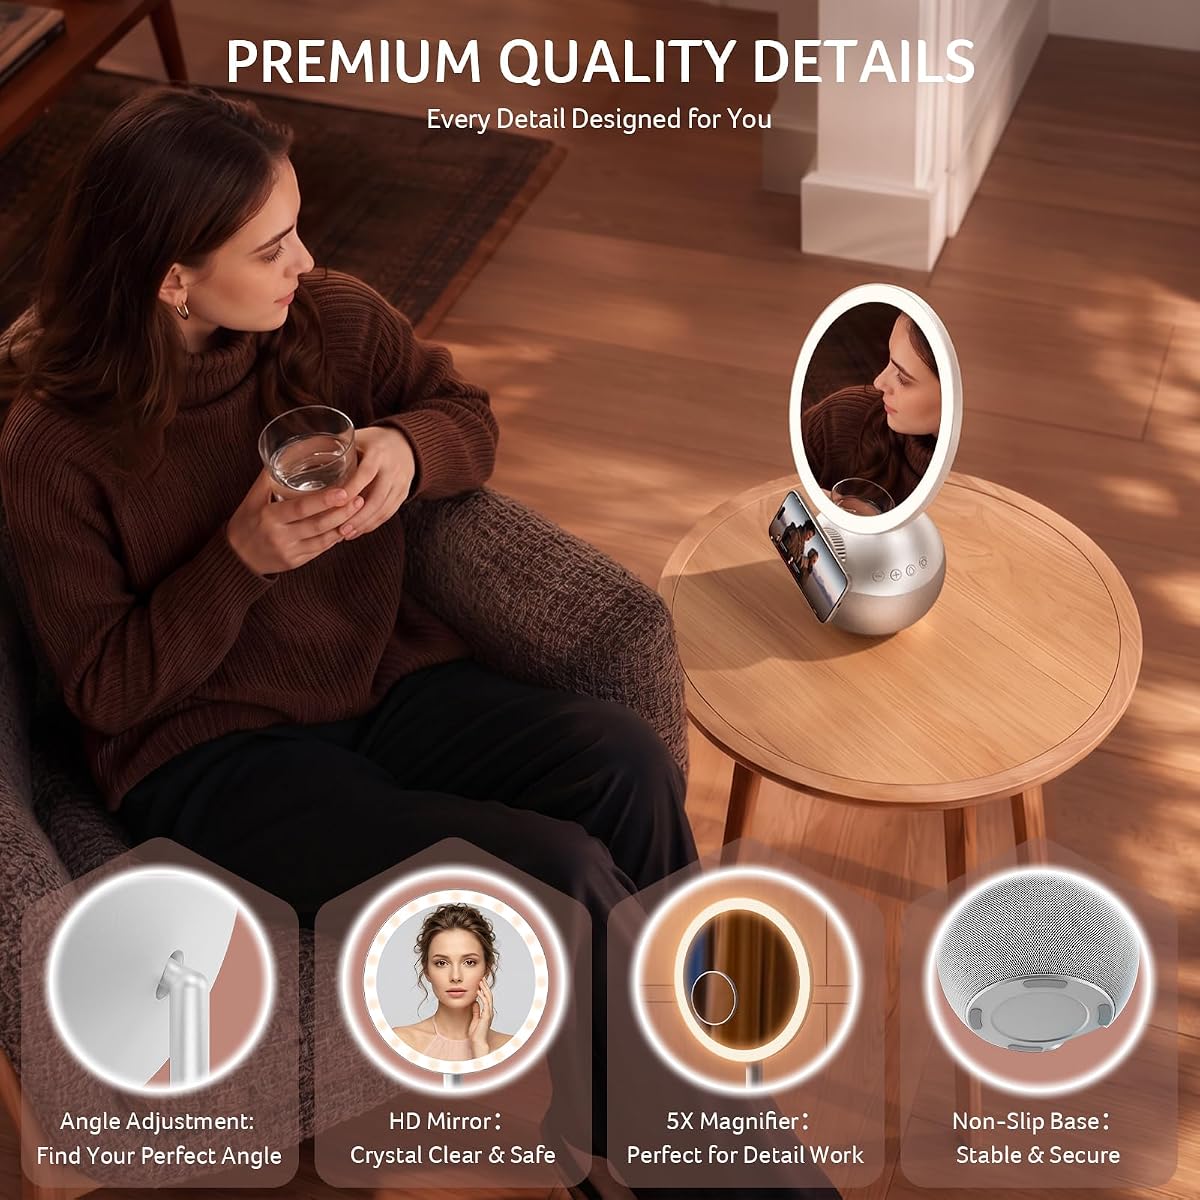 PREMIUM QUALITY DETAILS
Every Detail Designed for You
Angle Adjustment:
Find Your Perfect Angle
HD Mirror：
Crystal Clear & Safe
5X Magnifier：
Perfect for Detail Work
Non-Slip Base：
Stable & Secure